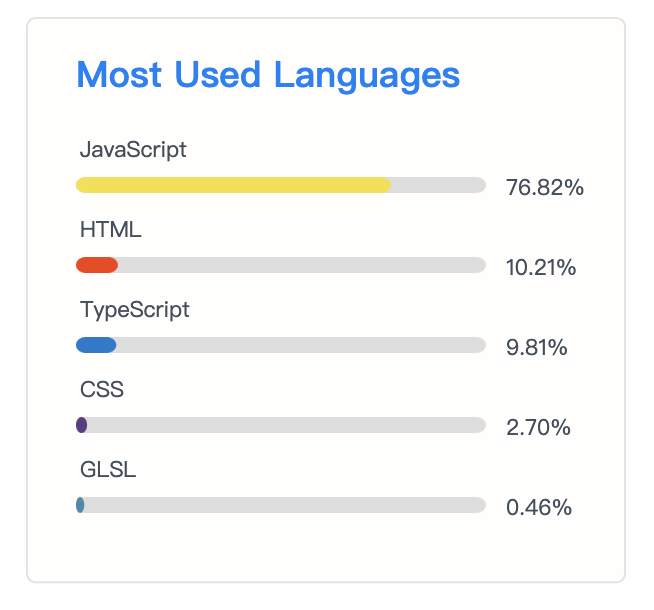 Most Used Languages
JavaScript
76.82%
HTML
10.21%
TypeScript
9.81%
CSS
2.70%
GLSL
0.46%